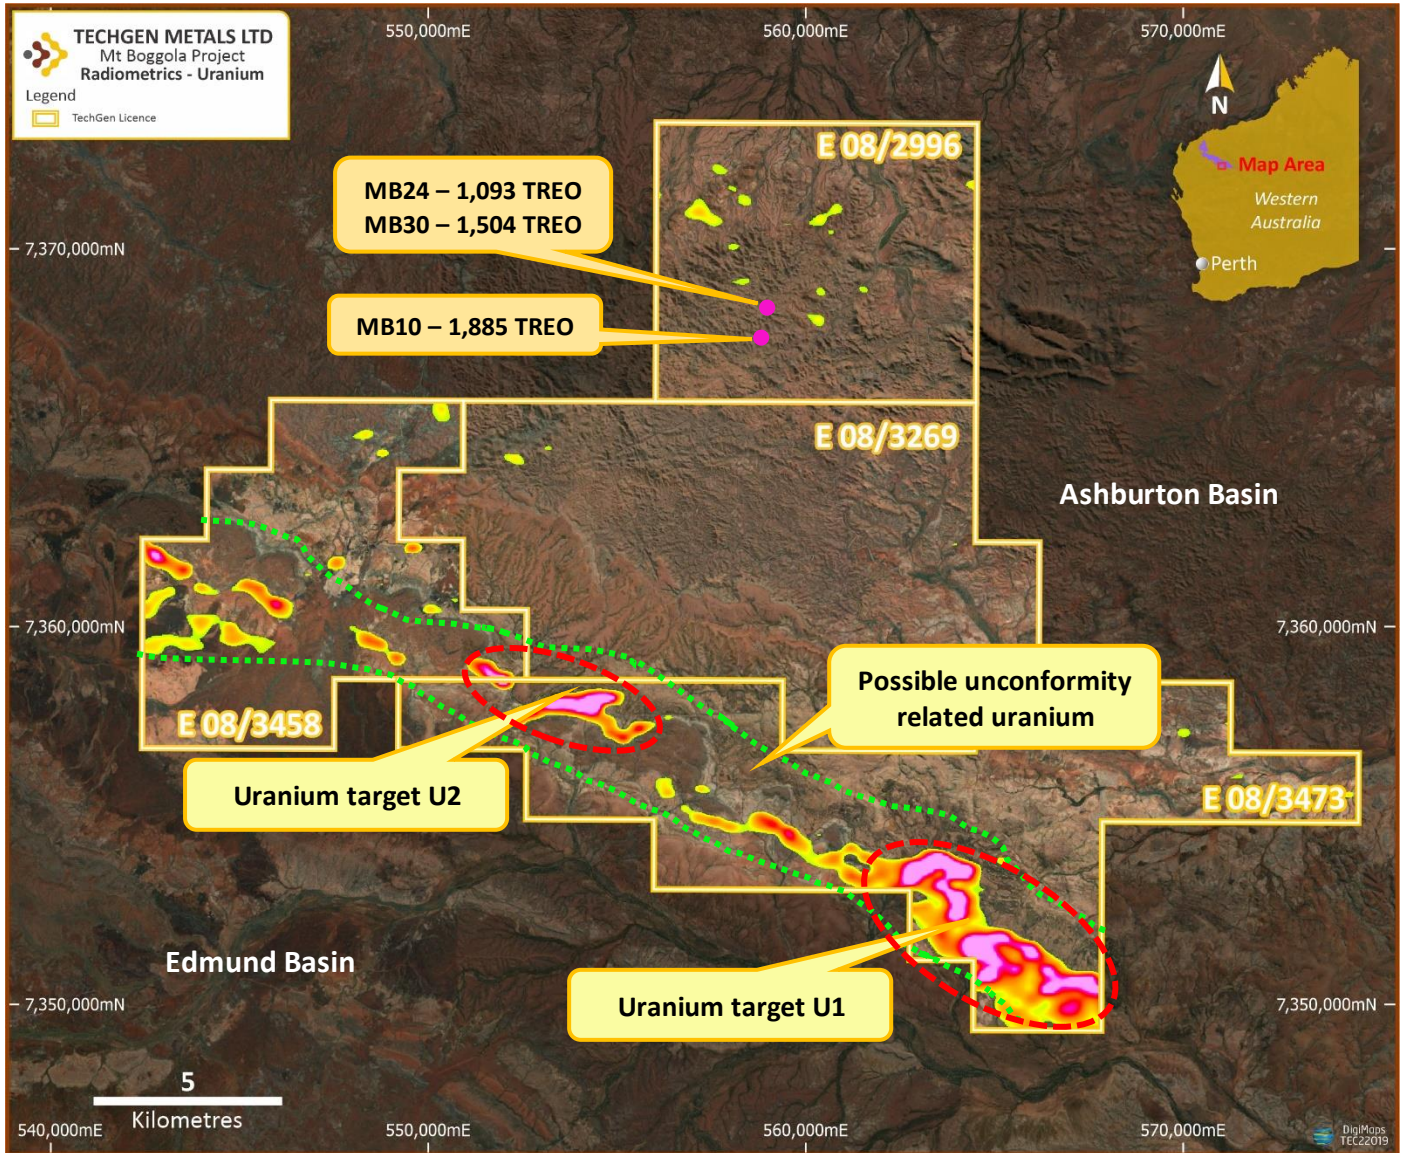 TECHGEN METALS LTD
Mt Boggola Project
Radiometrics - Uranium
Legend
TechGen Licence
550,000mE
560,000mE
570,000mE
N
Map Area
Western
Australia
Perth
E 08/2996
MB24 – 1,093 TREO
MB30 – 1,504 TREO
7,370,000mN
MB10 – 1,885 TREO
E 08/3269
Ashburton Basin
7,360,000mN
7,360,000mN
Possible unconformity
related uranium
E 08/3458
Uranium target U2
E 08/3473
Edmund Basin
Uranium target U1
7,350,000mN
7,350,000mN
5
Kilometres
540,000mE
550,000mE
560,000mE
570,000mE
DigiMaps
TEC22019